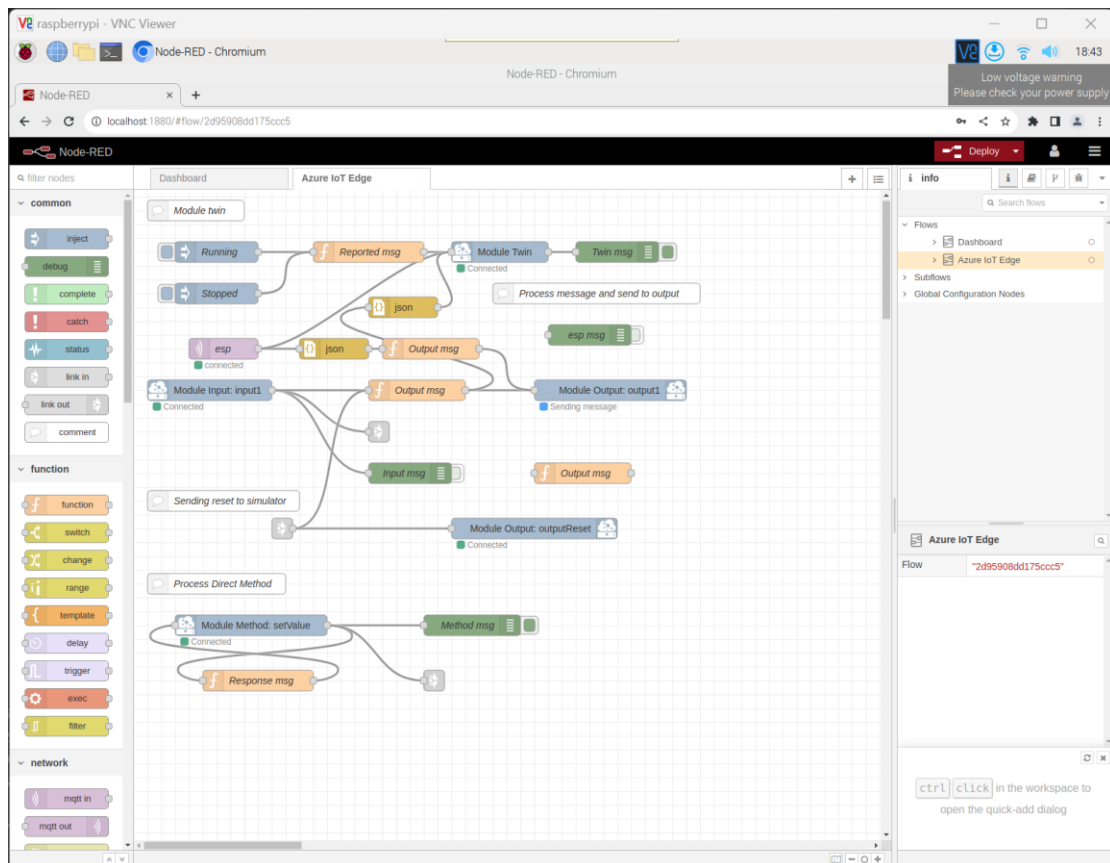 raspberrypi - VNC Viewer
Node-RED - Chromium
18:43
Node-RED - Chromium
Low voltage warning
Please check your power supply
Node-RED
localhost:1880/#flow/2d95908dd175ccc5
Node-RED
Deploy
filter nodes
Dashboard
Azure IoT Edge
info
Search flows
common
inject
debug
complete
catch
status
link in
link out
comment
function
function
switch
change
range
template
delay
trigger
exec
filter
network
mqtt in
mqtt out
Module twin
Running
Reported msg
Module Twin
Connected
Twin msg
Stopped
Process message and send to output
json
esp msg
esp
connected
json
Output msg
Module Input: input1
Connected
Output msg
Module Output: output1
Sending message
Input msg
Output msg
Sending reset to simulator
Module Output: outputReset
Connected
Process Direct Method
Module Method: setValue
Connected
Method msg
Response msg
Flows
Dashboard
Azure IoT Edge
Subflows
Global Configuration Nodes
Azure IoT Edge
Flow "2d95908dd175ccc5"
ctrl click in the workspace to
open the quick-add dialog